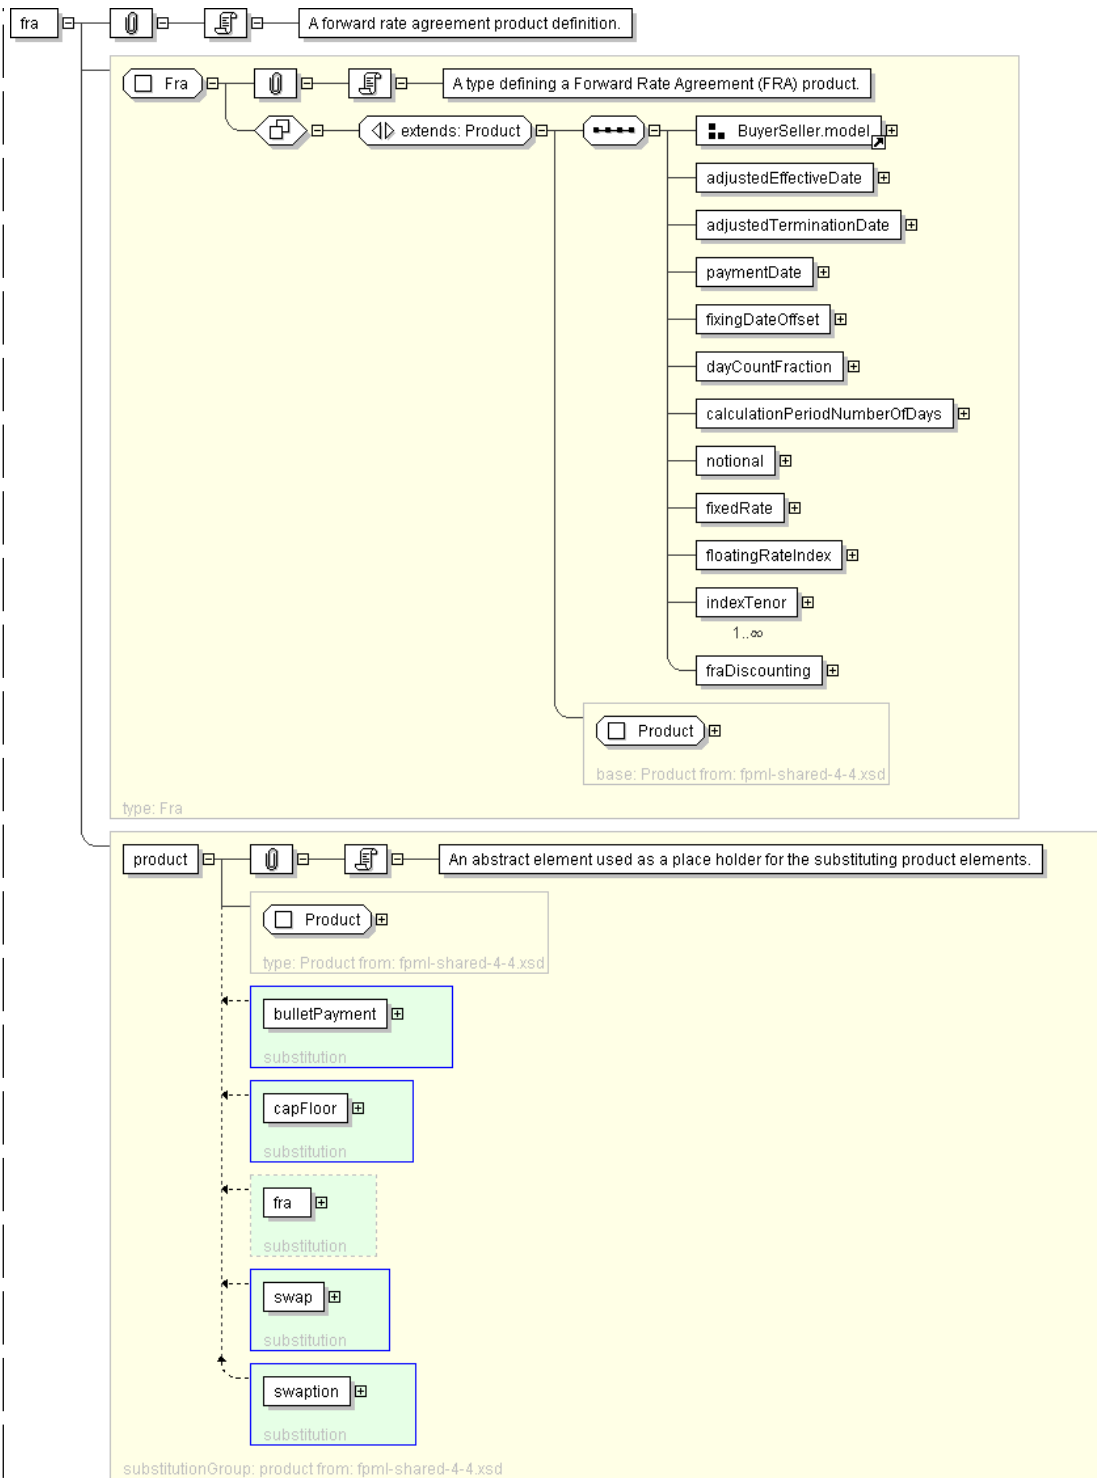 fra
A forward rate agreement product definition.
Fra
A type defining a Forward Rate Agreement (FRA) product.
extends: Product
BuyerSeller.model
adjustedEffectiveDate
adjustedTerminationDate
paymentDate
fixingDateOffset
dayCountFraction
calculationPeriodNumberOfDays
notional
fixedRate
floatingRateIndex
indexTenor
1..∞
fraDiscounting
Product
base: Product from: fpml-shared-4-4.xsd
type: Fra
product
An abstract element used as a place holder for the substituting product elements.
Product
type: Product from: fpml-shared-4-4.xsd
bulletPayment
substitution
capFloor
substitution
fra
substitution
swap
substitution
swaption
substitution
substitutionGroup: product from: fpml-shared-4-4.xsd